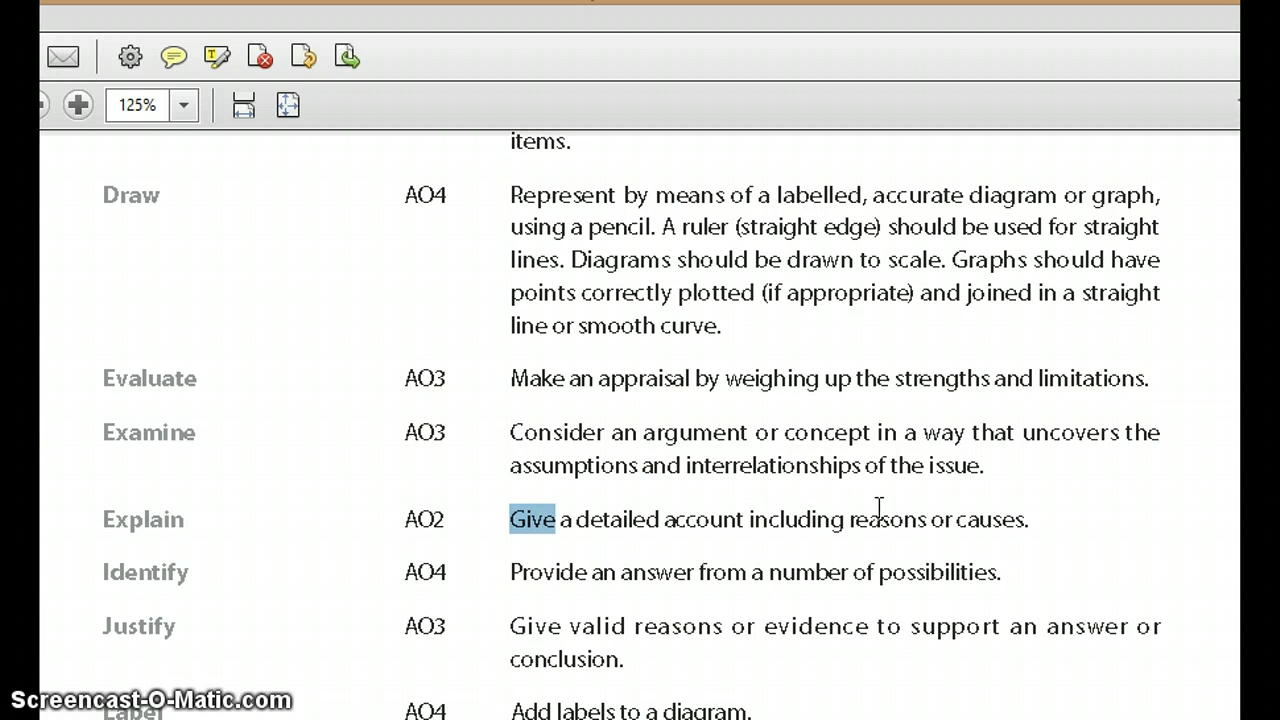 125%
items.
Draw AO4 Represent by means of a labelled, accurate diagram or graph,
using a pencil. A ruler (straight edge) should be used for straight
lines. Diagrams should be drawn to scale. Graphs should have
points correctly plotted (if appropriate) and joined in a straight
line or smooth curve.
Evaluate AO3 Make an appraisal by weighing up the strengths and limitations.
Examine AO3 Consider an argument or concept in a way that uncovers the
assumptions and interrelationships of the issue.
Explain AO2 Give a detailed account including reasons or causes.
Identify AO4 Provide an answer from a number of possibilities.
Justify AO3 Give valid reasons or evidence to support an answer or
conclusion.
Label AO4 Add labels to a diagram.
Screencast-O-Matic.com